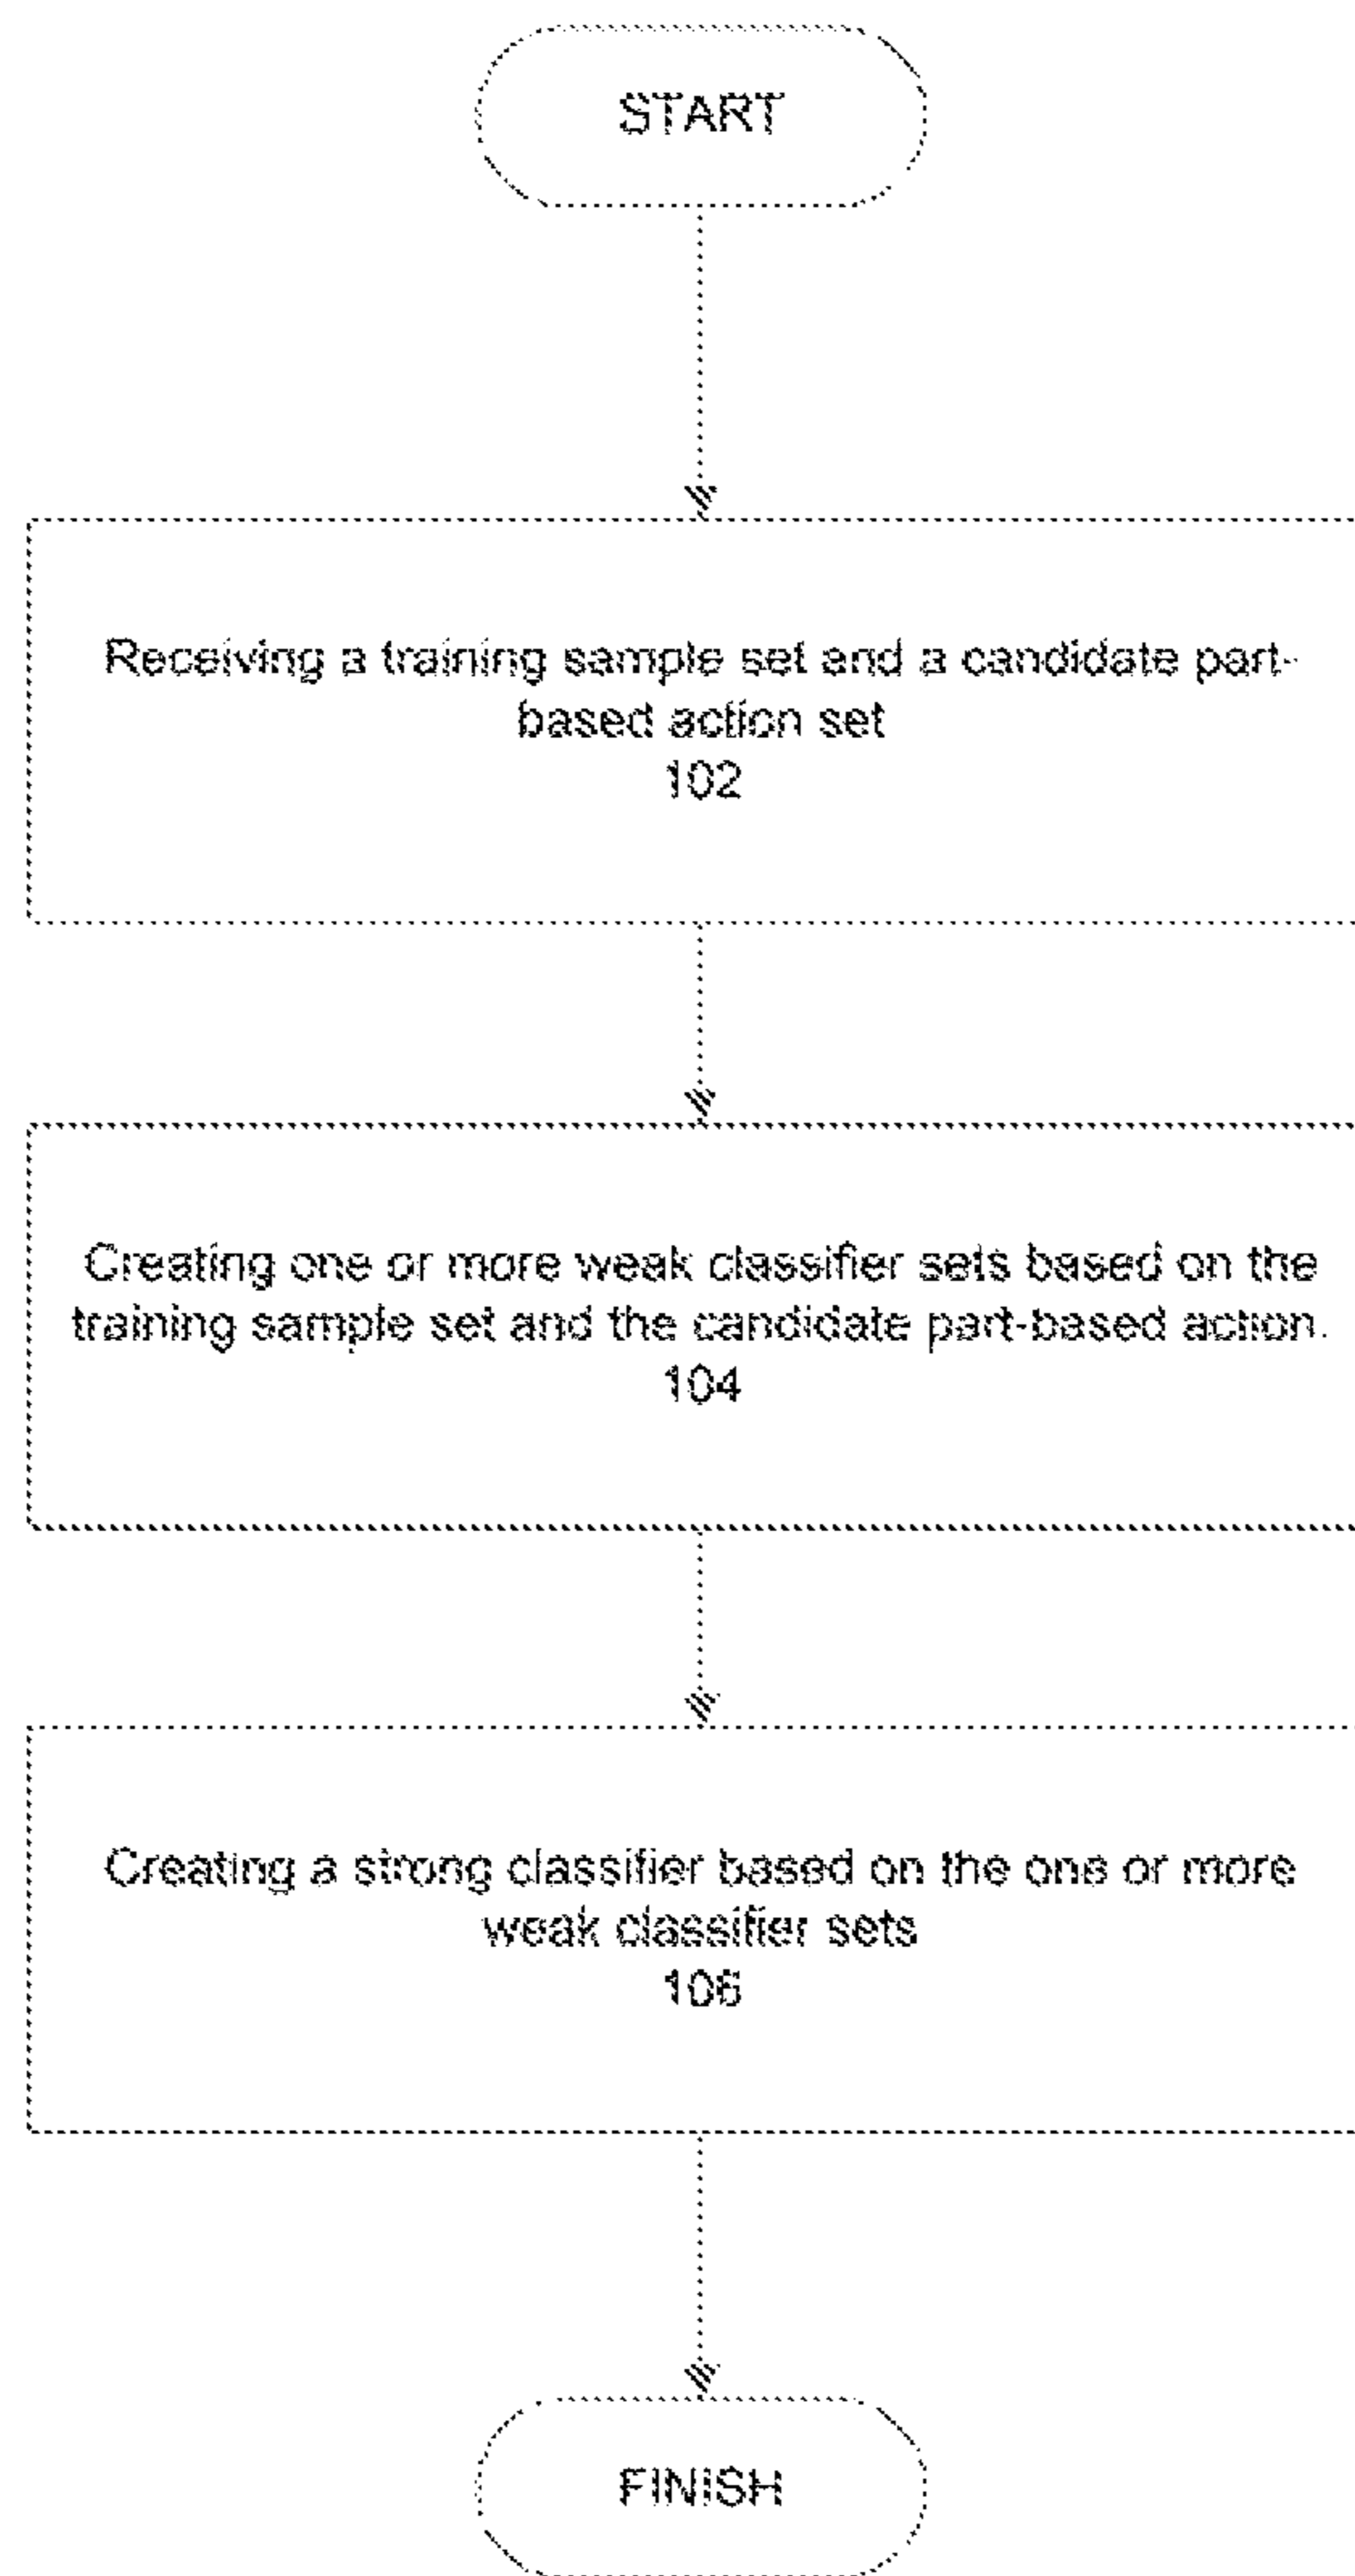 START
Receiving a training sample set and a candidate part-
based action set
102
Creating one or more weak classifier sets based on the
training sample set and the candidate part-based action.
104
Creating a strong classifier based on the one or more
weak classifier sets
106
FINISH